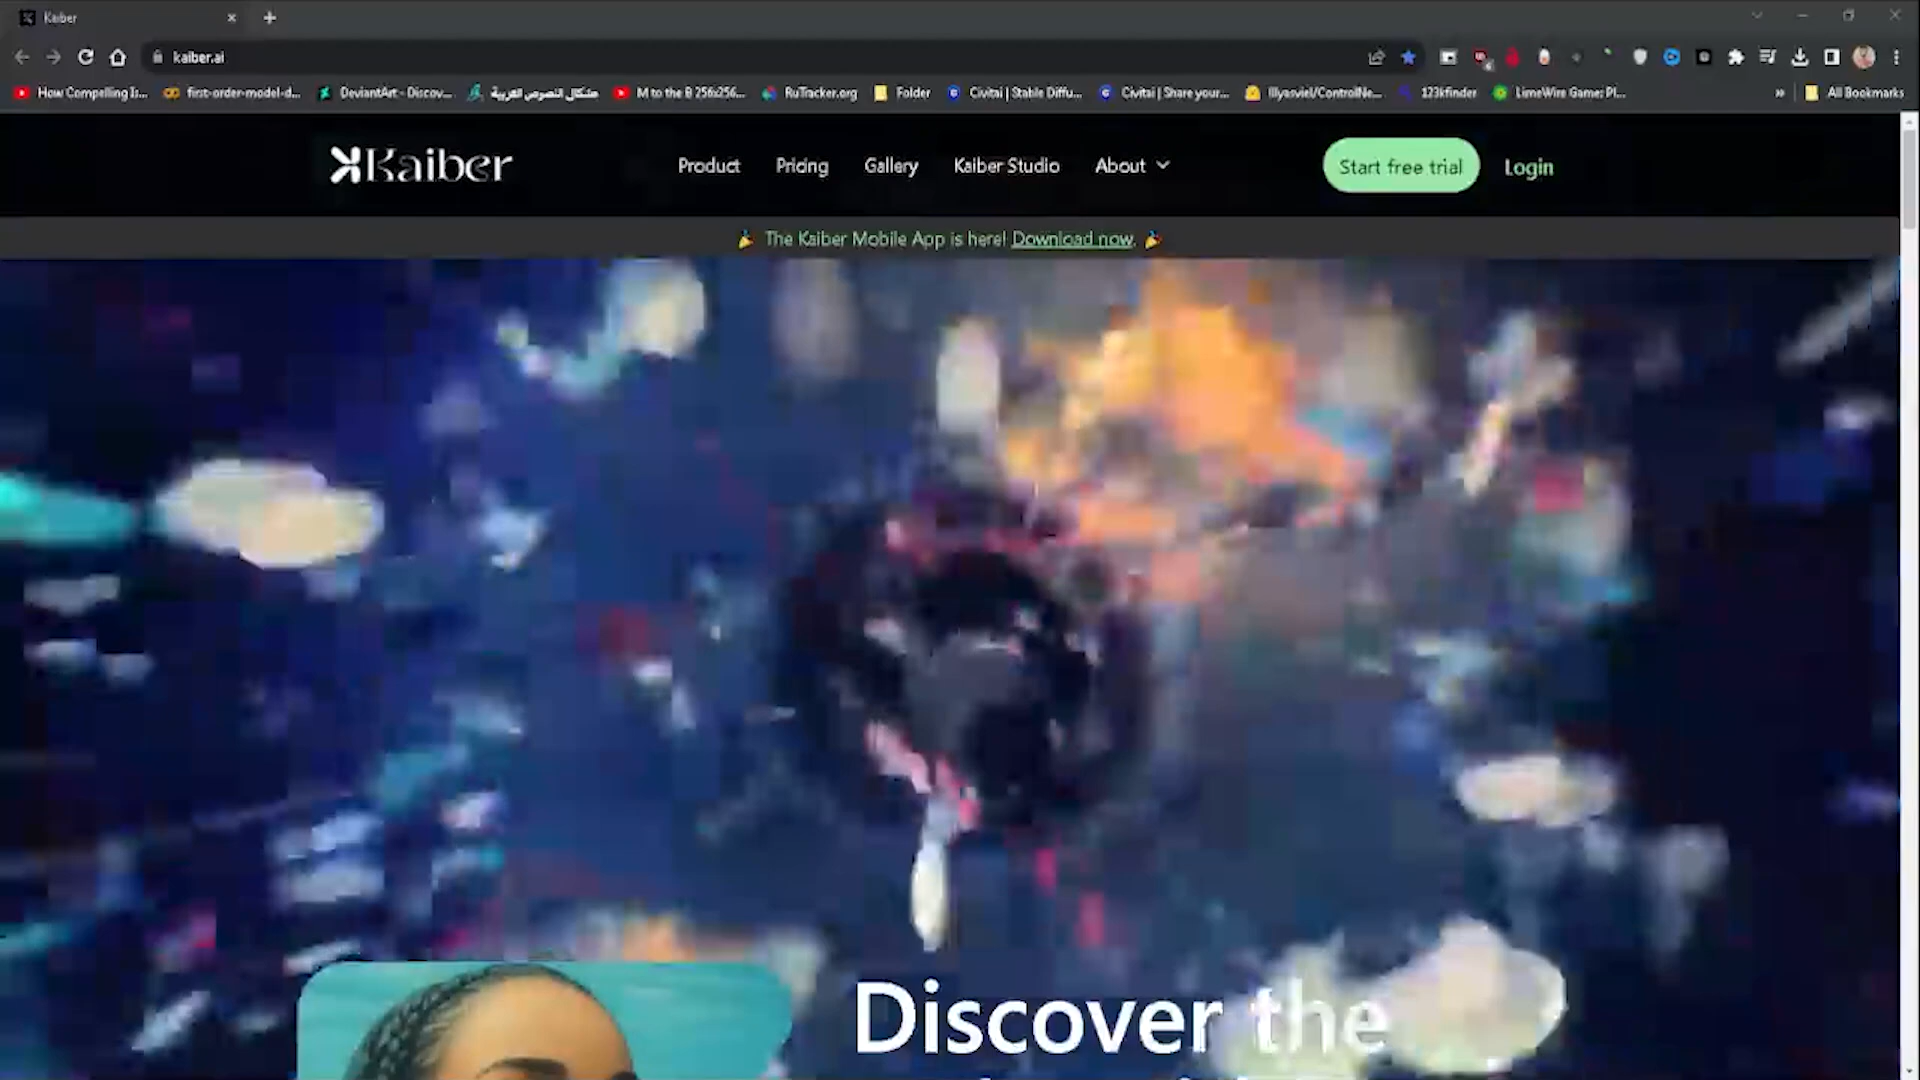 Kaiber
kaiber.ai
How Compelling Is...
first-order-model-d...
DeviantArt - Discov...
مشكال النصوص العربية
M to the B 256x256...
RuTracker.org
Folder
Civitai | Stable Diffu...
Civitai | Share your...
lllyasviel/ControlNe...
123kfinder
LimeWire Game: Pl...
»
All Bookmarks
Kaiber
Product
Pricing
Gallery
Kaiber Studio
About
Start free trial
Login
The Kaiber Mobile App is here! Download now.
Discover the